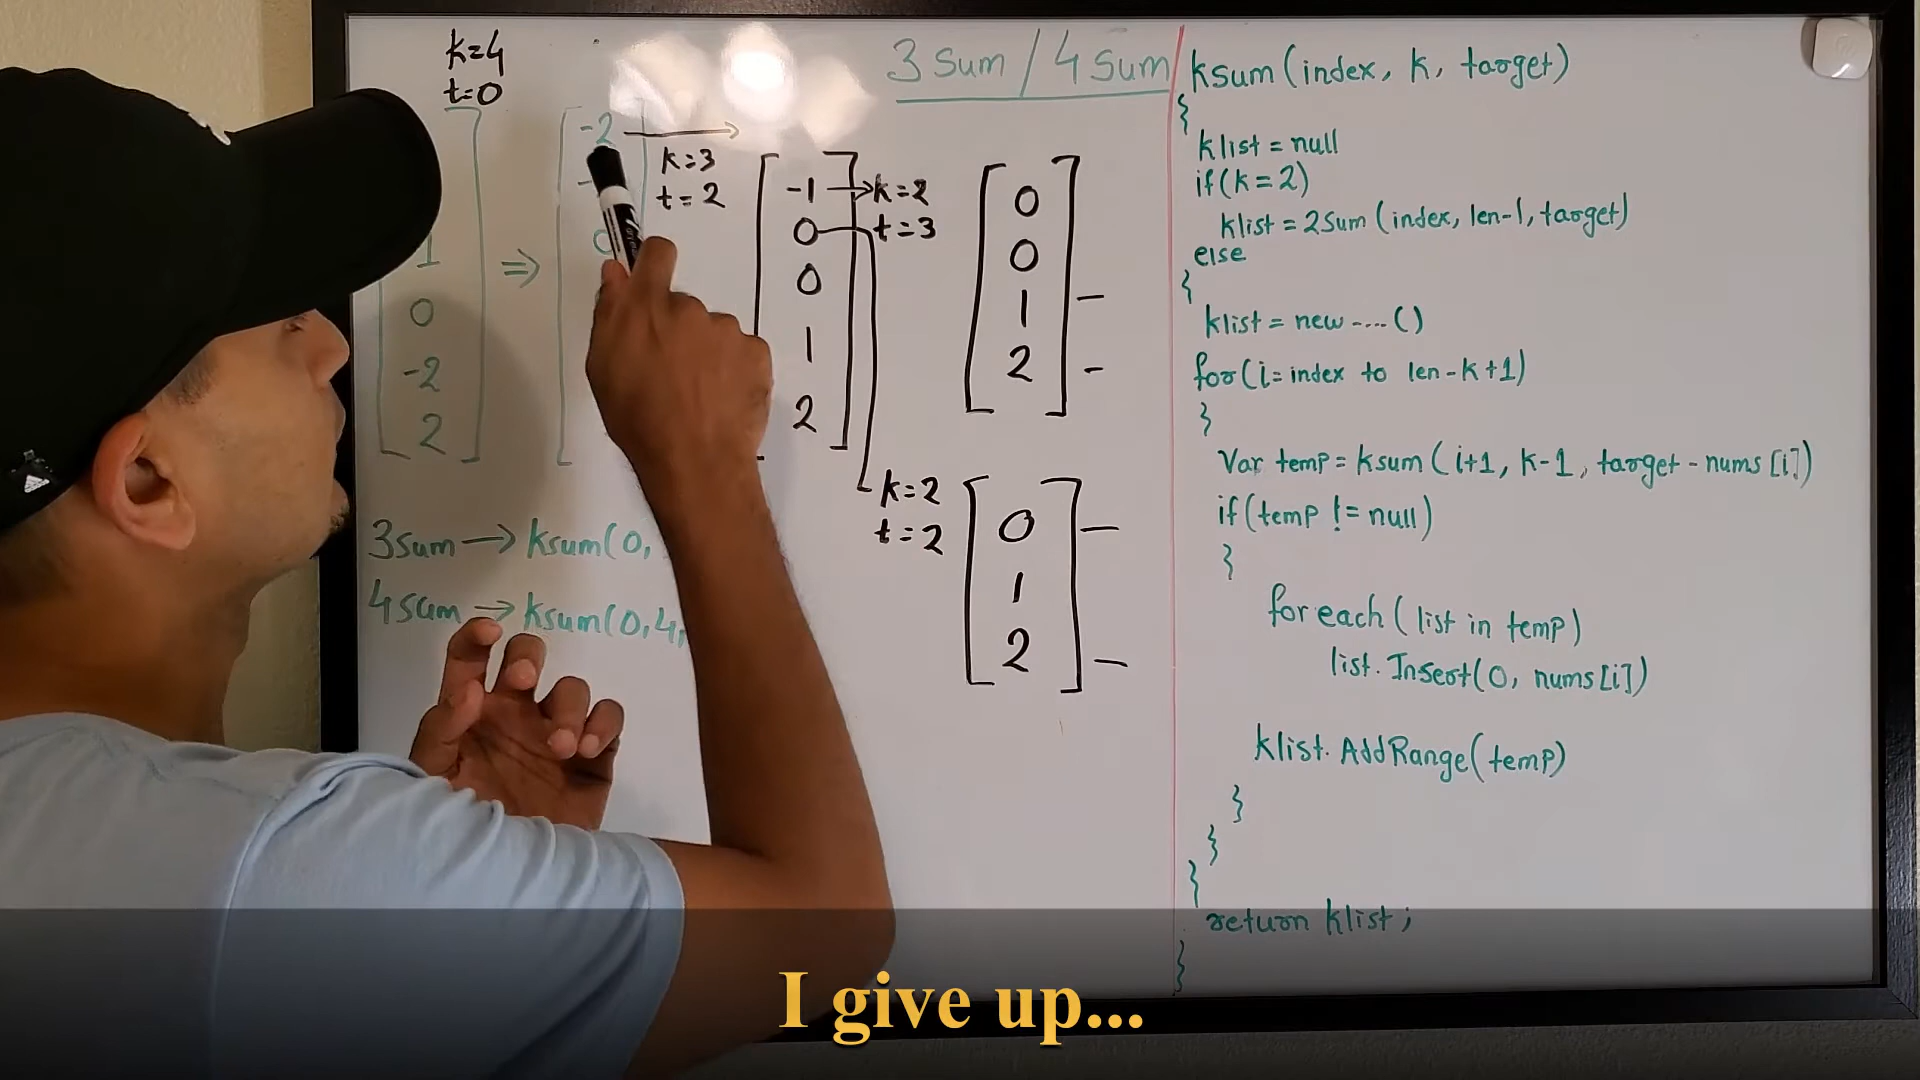 k=4
t=0
3 sum / 4 sum
1
0
-2
2
⇒
-2
k=3
t=2
-1
0
0
1
2
k=2
t=3
0
0
1
2
k=2
t=2
0
1
2
3sum → ksum(0,
4sum → ksum(0,4,
ksum(index, k, target)
{
klist = null
if(k=2)
klist = 2sum(index, len-1, target)
else
{
klist = new ....()
for(i=index to len-k+1)
{
Var temp = ksum(i+1, k-1, target-nums[i])
if(temp != null)
{
foreach(list in temp)
list.Insert(0, nums[i])
klist.AddRange(temp)
}
}
}
return klist;
}
I give up...